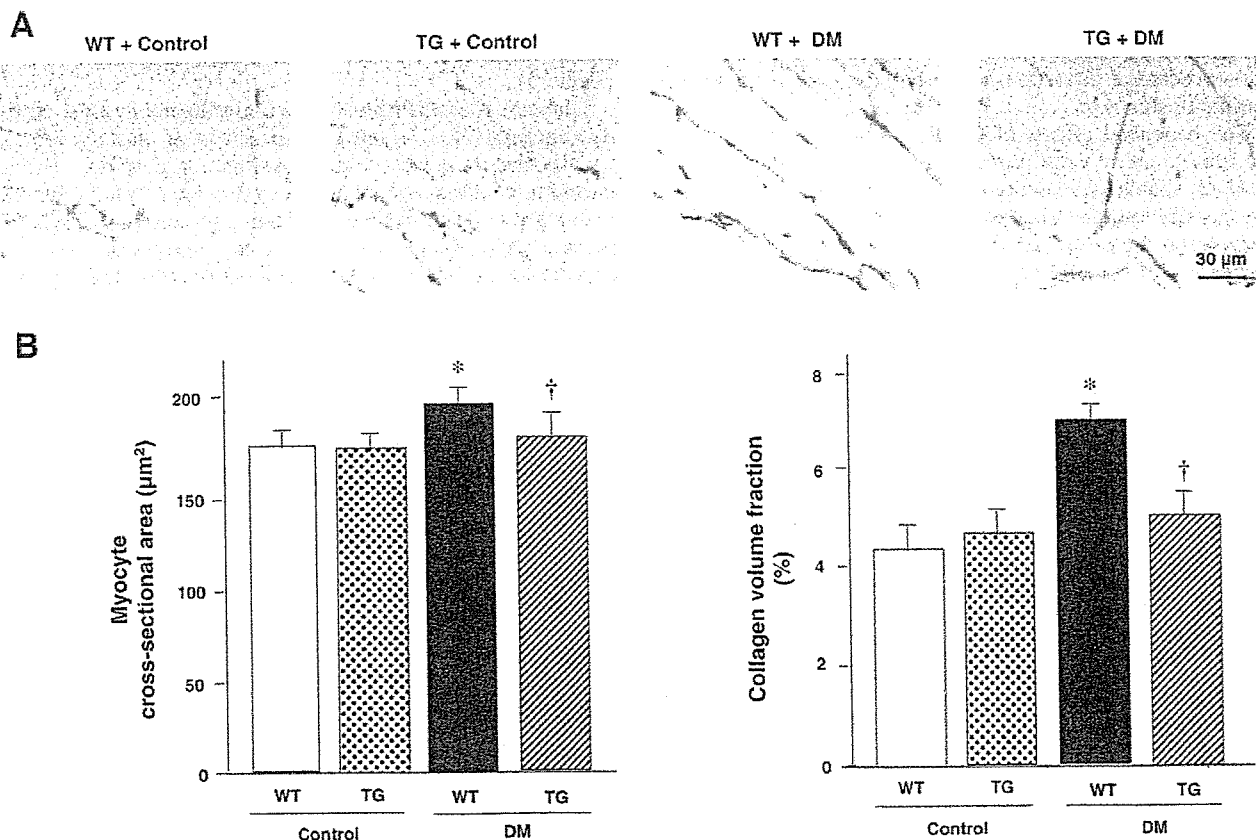 A
WT + Control
TG + Control
WT + DM
TG + DM
30 µm
B
Myocyte
cross-sectional area (µm²)
200
150
100
50
0
*
†
WT
TG
WT
TG
Control
DM
Collagen volume fraction
(%)
8
6
4
2
0
*
†
WT
TG
WT
TG
Control
DM